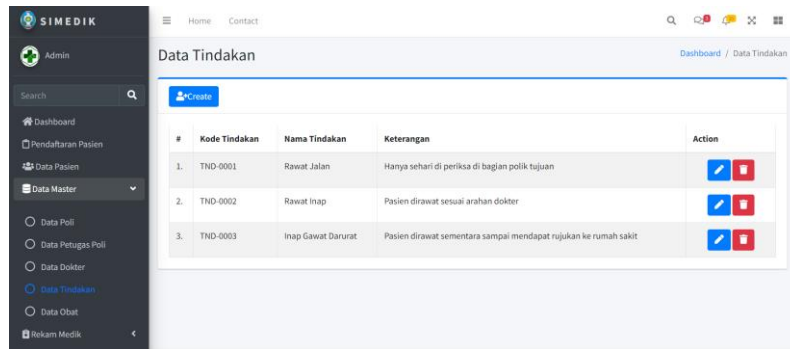 SIMEDIK
Home Contact
Admin
Data Tindakan
Dashboard / Data Tindakan
Search
Create
Dashboard
Pendaftaran Pasien
Data Pasien
Data Master
Data Poli
Data Petugas Poli
Data Dokter
Data Tindakan
Data Obat
Rekam Medik
# Kode Tindakan Nama Tindakan Keterangan Action
1. TND-0001 Rawat Jalan Hanya sehari di periksa di bagian polik tujuan
2. TND-0002 Rawat Inap Pasien dirawat sesuai arahan dokter
3. TND-0003 Inap Gawat Darurat Pasien dirawat sementara sampai mendapat rujukan ke rumah sakit